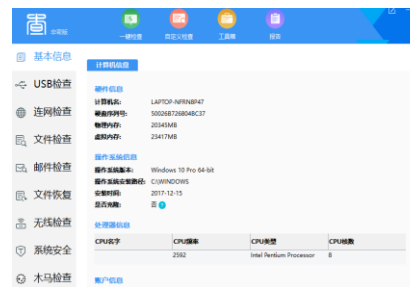 一键检查 自定义检查 工具集 报告
基本信息
USB检查
连网检查
文件检查
邮件检查
文件恢复
无线检查
系统安全
木马检查
计算机信息
硬件信息
计算机名: LAPTOP-NFRN8P47
硬盘序列号: 50026B726804BC37
物理内存: 20345MB
虚拟内存: 23417MB
操作系统信息
操作系统版本: Windows 10 Pro 64-bit
操作系统安装路径: C:\WINDOWS
安装时间: 2017-12-15
是否克隆: 否
处理器信息
CPU名字 CPU频率 CPU类型 CPU核数
2592 Intel Pentium Processor 8
账户信息